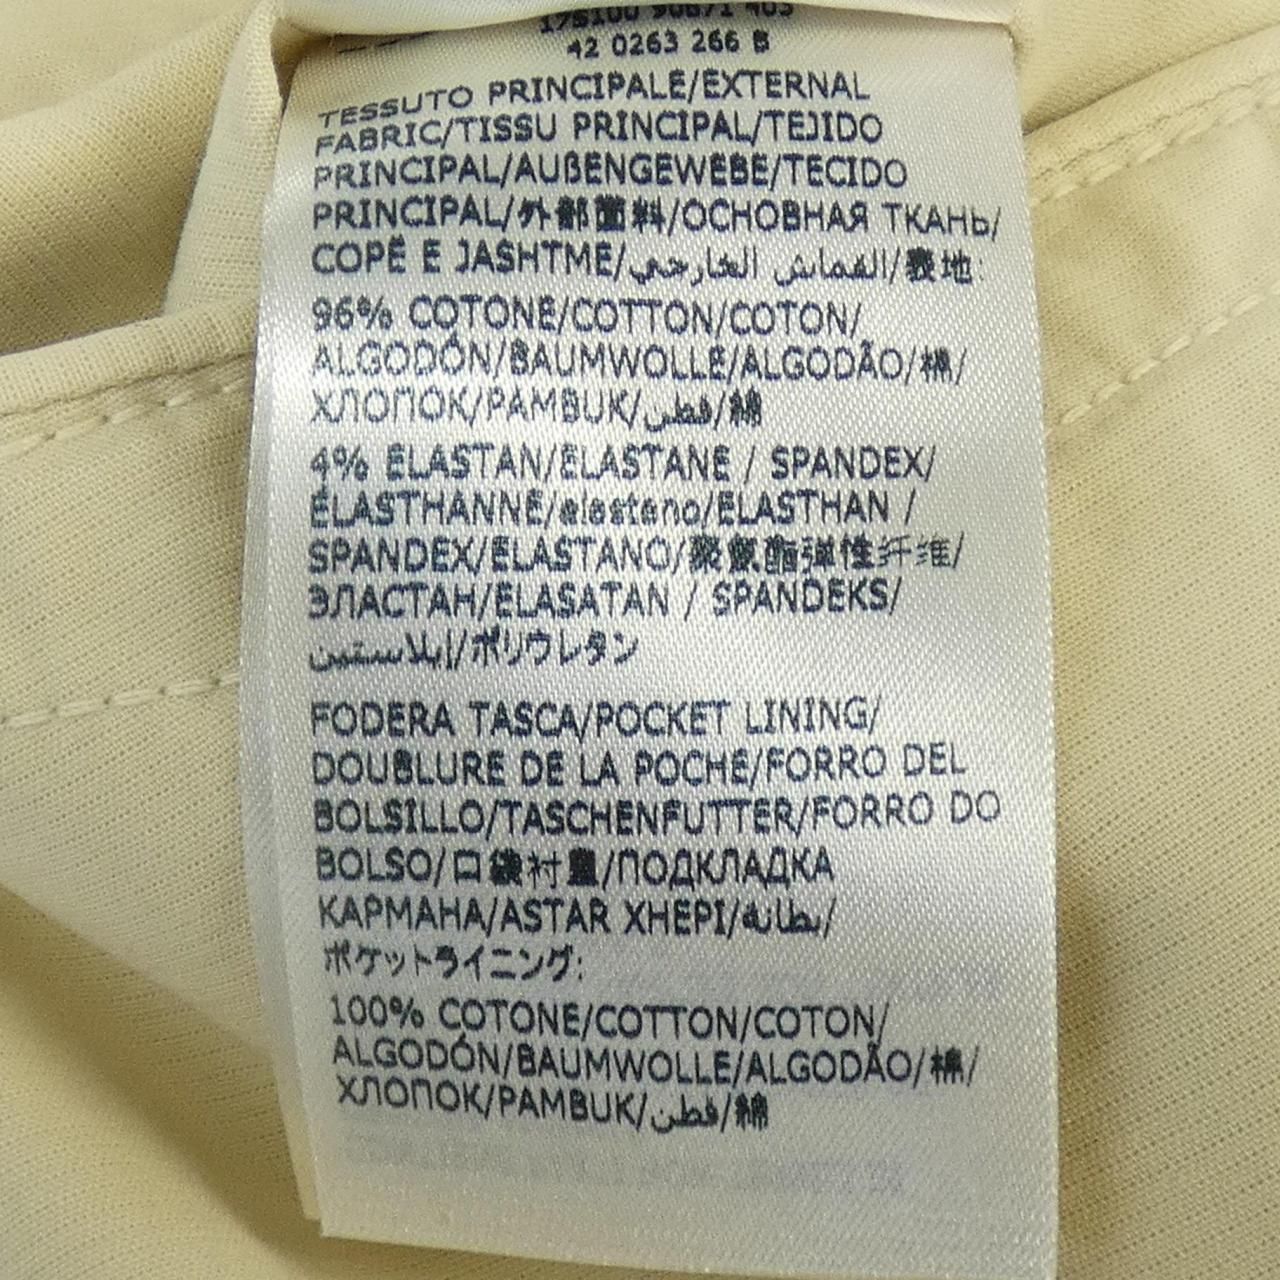 42 0263 266 B
TESSUTO PRINCIPALE/EXTERNAL
FABRIC/TISSU PRINCIPAL/TEJIDO
PRINCIPAL/AUßENGEWEBE/TECIDO
PRINCIPAL/外部面料/ОСНОВНАЯ ТКАНЬ/
COPË E JASHTME/القماش الخارجي/表地:
96% COTONE/COTTON/COTON/
ALGODÓN/BAUMWOLLE/ALGODÃO/棉/
ХЛОПОК/PAMBUK/قطن/綿
4% ELASTAN/ELASTANE / SPANDEX/
ÉLASTHANNE/elastano/ELASTHAN /
SPANDEX/ELASTANO/聚氨酯弹性纤维/
ЭЛАСТАН/ELASATAN / SPANDEKS/
إيلاستين/ポリウレタン
FODERA TASCA/POCKET LINING/
DOUBLURE DE LA POCHE/FORRO DEL
BOLSILLO/TASCHENFUTTER/FORRO DO
BOLSO/口袋衬里/ПОДКЛАДКА
КАРМАНА/ASTAR XHEPI/بطانة/
ポケットライニング:
100% COTONE/COTTON/COTON/
ALGODÓN/BAUMWOLLE/ALGODÃO/棉/
ХЛОПОК/PAMBUK/قطن/綿